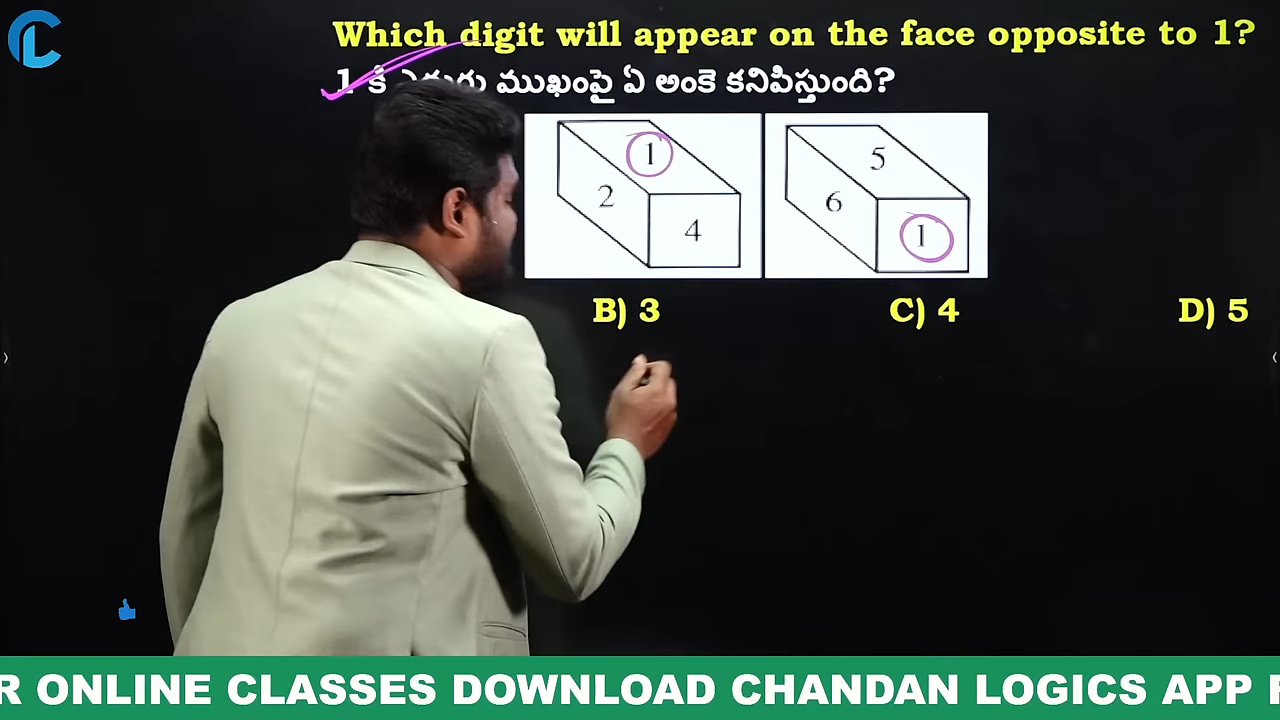 Which digit will appear on the face opposite to 1?
1 కి ఎదురు ముఖంపై ఏ అంకె కనిపిస్తుంది?
1
2
4
5
6
1
B) 3
C) 4
D) 5
R ONLINE CLASSES DOWNLOAD CHANDAN LOGICS APP